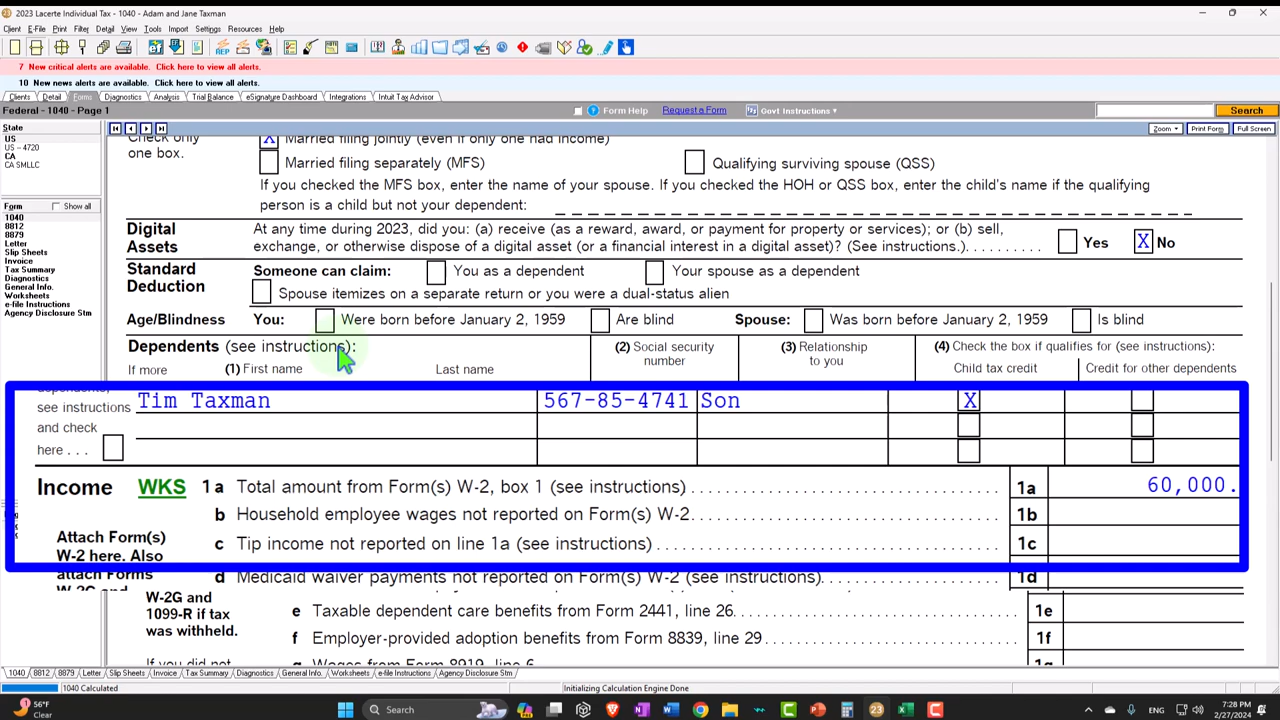 2023 Lacerte Individual Tax - 1040 - Adam and Jane Taxman
Client E-File Print Filter Detail View Tools Import Settings Resources Help
7 New critical alerts are available. Click here to view all alerts.
10 New news alerts are available. Click here to view all alerts.
Clients Detail Forms Diagnostics Analysis Trial Balance eSignature Dashboard Integrations Intuit Tax Advisor
Federal - 1040 - Page 1 Form Help Request a Form Govt Instructions Search
State
US
US - 4720
CA
CA SMLLC
Form Show all
1040
8812
8879
Letter
Slip Sheets
Invoice
Tax Summary
Diagnostics
General Info.
Worksheets
e-file Instructions
Agency Disclosure Stm
Zoom Print Form Full Screen
Check only
one box.
X Married filing jointly (even if only one had income)
Married filing separately (MFS) Qualifying surviving spouse (QSS)
If you checked the MFS box, enter the name of your spouse. If you checked the HOH or QSS box, enter the child's name if the qualifying
person is a child but not your dependent:
Digital Assets
At any time during 2023, did you: (a) receive (as a reward, award, or payment for property or services); or (b) sell,
exchange, or otherwise dispose of a digital asset (or a financial interest in a digital asset)? (See instructions.) Yes X No
Standard Deduction
Someone can claim: You as a dependent Your spouse as a dependent
Spouse itemizes on a separate return or you were a dual-status alien
Age/Blindness You: Were born before January 2, 1959 Are blind Spouse: Was born before January 2, 1959 Is blind
Dependents (see instructions): (2) Social security number (3) Relationship to you (4) Check the box if qualifies for (see instructions):
If more (1) First name Last name Child tax credit Credit for other dependents
dependents,
see instructions Tim Taxman 567-85-4741 Son X
and check
here . . .
Income WKS 1a Total amount from Form(s) W-2, box 1 (see instructions) 1a 60,000.
b Household employee wages not reported on Form(s) W-2 1b
c Tip income not reported on line 1a (see instructions) 1c
Attach Form(s)
W-2 here. Also
attach Forms
d Medicaid waiver payments not reported on Form(s) W-2 (see instructions) 1d
W-2G and
W-2G and
1099-R if tax
was withheld.
e Taxable dependent care benefits from Form 2441, line 26 1e
f Employer-provided adoption benefits from Form 8839, line 29 1f
If you did not
g Wages from Form 8919, line 6 1g
1040 8812 8879 Letter Slip Sheets Invoice Tax Summary Diagnostics General Info. Worksheets e-file Instructions Agency Disclosure Stm
1040 Calculated Initializing Calculation Engine Done
56°F
Clear
Search
ENG
7:28 PM
2/27/2024